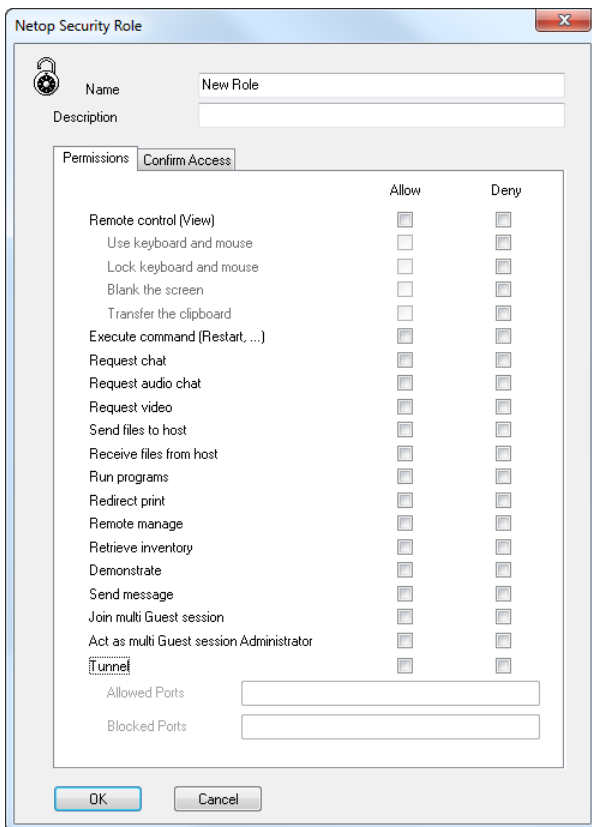 Netop Security Role
Name New Role
Description
Permissions Confirm Access
Allow Deny
Remote control (View)
Use keyboard and mouse
Lock keyboard and mouse
Blank the screen
Transfer the clipboard
Execute command (Restart, ...)
Request chat
Request audio chat
Request video
Send files to host
Receive files from host
Run programs
Redirect print
Remote manage
Retrieve inventory
Demonstrate
Send message
Join multi Guest session
Act as multi Guest session Administrator
Tunnel
Allowed Ports
Blocked Ports
OK Cancel